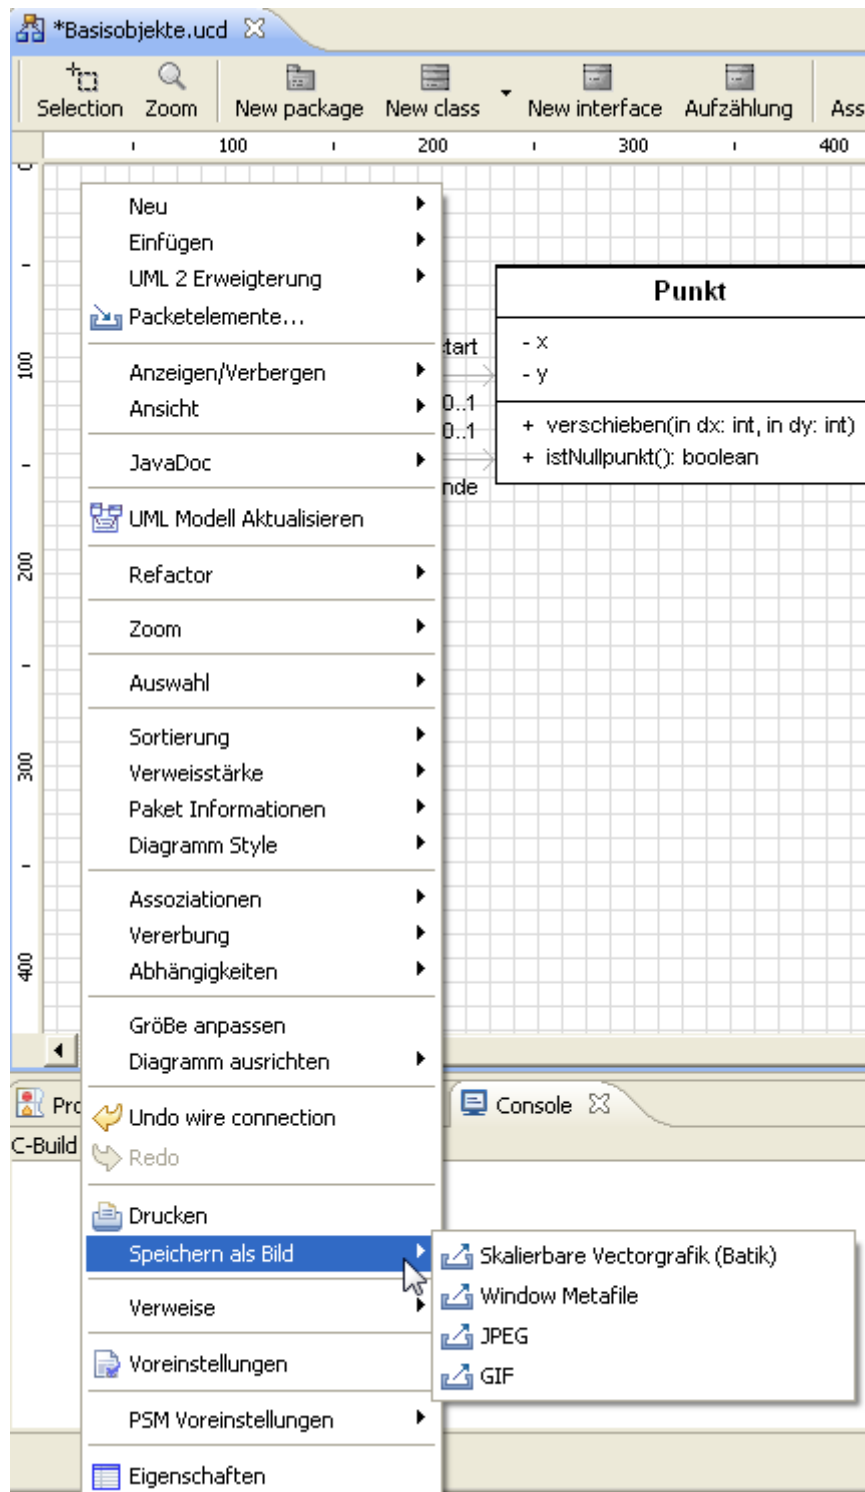 *Basisobjekte.ucd
Selection Zoom New package New class New interface Aufzählung Ass
100 200 300 400
0
Neu
Einfügen
UML 2 Erweigterung
Packetelemente...
Anzeigen/Verbergen
Ansicht
JavaDoc
UML Modell Aktualisieren
Refactor
Zoom
Auswahl
Sortierung
Verweisstärke
Paket Informationen
Diagramm Style
Assoziationen
Vererbung
Abhängigkeiten
GröBe anpassen
Diagramm ausrichten
Undo wire connection
Redo
Drucken
Speichern als Bild
Verweise
Voreinstellungen
PSM Voreinstellungen
Eigenschaften
Skalierbare Vectorgrafik (Batik)
Window Metafile
JPEG
GIF
Punkt
- x
- y
+ verschieben(in dx: int, in dy: int)
+ istNullpunkt(): boolean
tart
0..1
0..1
nde
100
200
300
400
Pro
Console
C-Build